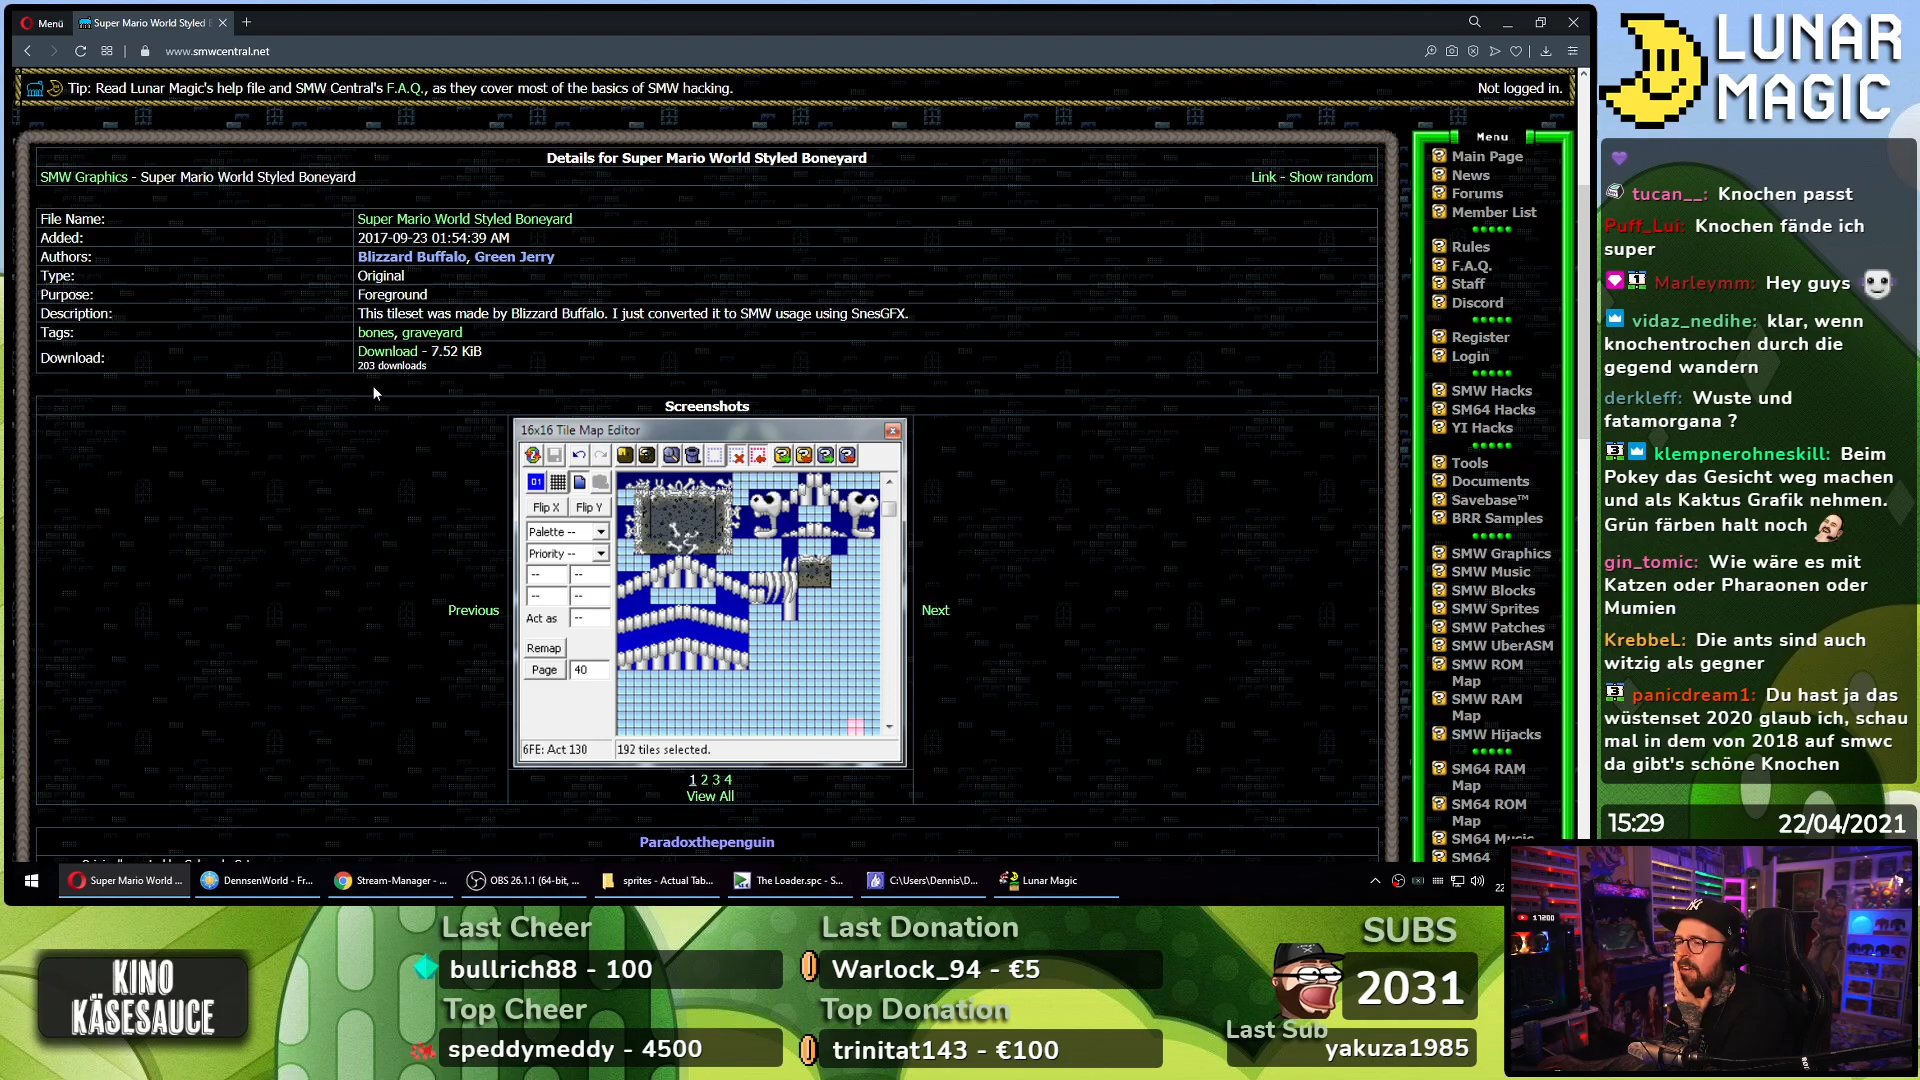 Menü
Super Mario World Styled
www.smwcentral.net
Tip: Read Lunar Magic's help file and SMW Central's F.A.Q., as they cover most of the basics of SMW hacking.
Not logged in.
Details for Super Mario World Styled Boneyard
SMW Graphics - Super Mario World Styled Boneyard
Link - Show random
File Name:
Super Mario World Styled Boneyard
Added:
2017-09-23 01:54:39 AM
Authors:
Blizzard Buffalo, Green Jerry
Type:
Original
Purpose:
Foreground
Description:
This tileset was made by Blizzard Buffalo. I just converted it to SMW usage using SnesGFX.
Tags:
bones, graveyard
Download:
Download - 7.52 KiB
203 downloads
Screenshots
16x16 Tile Map Editor
01
Flip X
Flip Y
Palette --
Priority --
-- --
-- --
Act as --
Remap
Page 40
6FE: Act 130
192 tiles selected.
Previous
Next
1 2 3 4
View All
Paradoxthepenguin
Menu
Main Page
News
Forums
Member List
Rules
F.A.Q.
Staff
Discord
Register
Login
SMW Hacks
SM64 Hacks
YI Hacks
Tools
Documents
Savebase™
BRR Samples
SMW Graphics
SMW Music
SMW Blocks
SMW Sprites
SMW Patches
SMW UberASM
SMW ROM
Map
SMW RAM
Map
SMW Hijacks
SM64 RAM
Map
SM64 ROM
Map
SM64 Music
SM64
Super Mario World ...
DennsenWorld - Fr...
Stream-Manager - ...
OBS 26.1.1 (64-bit, ...
sprites - Actual Tab...
The Loader.spc - S...
C:\Users\Dennis\D...
Lunar Magic
LUNAR
MAGIC
tucan__: Knochen passt
Puff_Lui: Knochen fände ich
super
Marleymm: Hey guys
vidaz_nedihe: klar, wenn
knochentrochen durch die
gegend wandern
derkleff: Wuste und
fatamorgana ?
klempnerohneskill: Beim
Pokey das Gesicht weg machen
und als Kaktus Grafik nehmen.
Grün färben halt noch
gin_tomic: Wie wäre es mit
Katzen oder Pharaonen oder
Mumien
KrebbeL: Die ants sind auch
witzig als gegner
panicdream1: Du hast ja das
wüstenset 2020 glaub ich, schau
mal in dem von 2018 auf smwc
da gibt's schöne Knochen
15:29
22/04/2021
KINO
KÄSESAUCE
Last Cheer
bullrich88 - 100
Top Cheer
speddymeddy - 4500
Last Donation
Warlock_94 - €5
Top Donation
trinitat143 - €100
SUBS
2031
Last Sub
yakuza1985